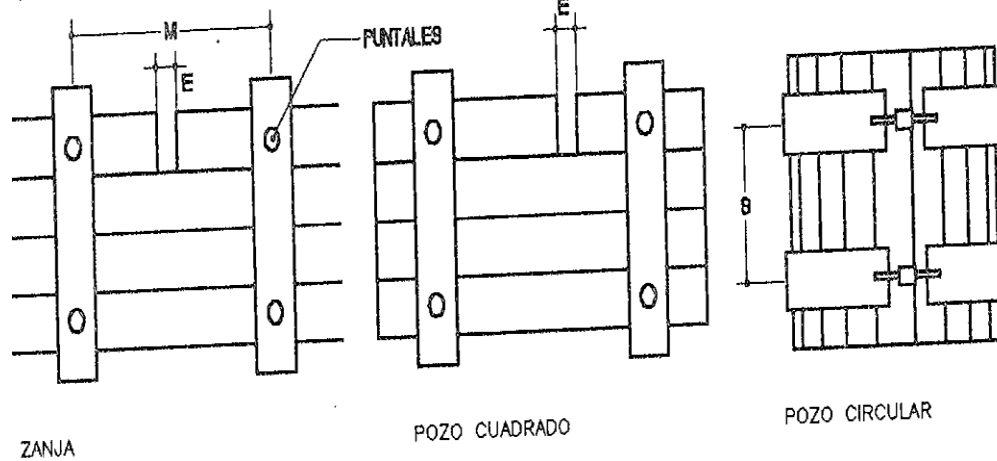 M
E
PUNTALES
E
S
ZANJA
POZO CUADRADO
POZO CIRCULAR